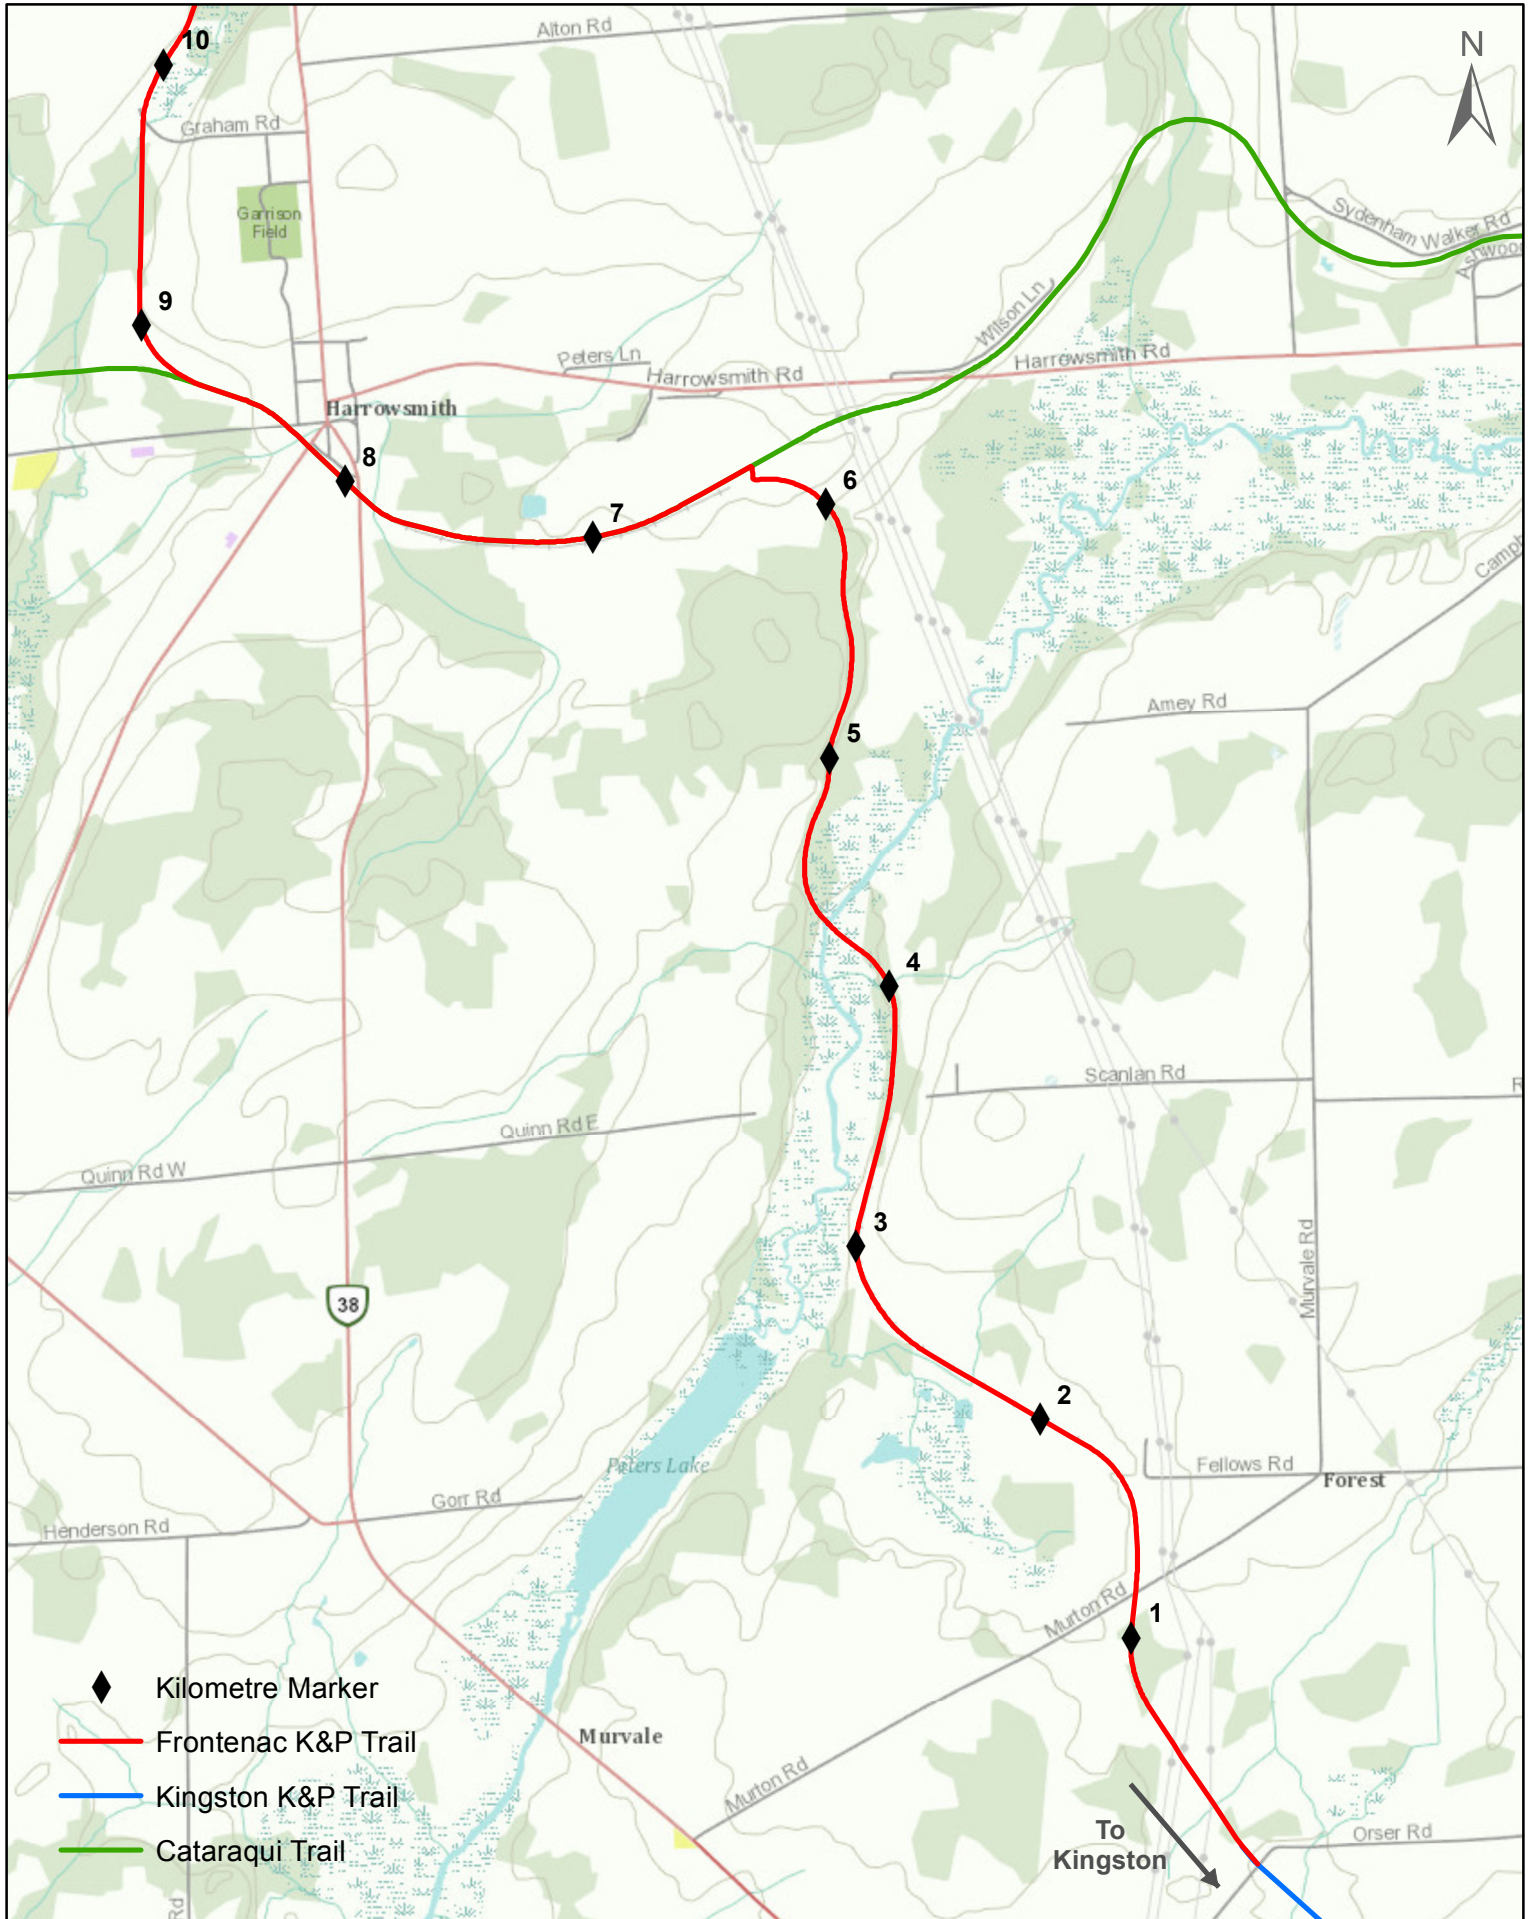 Alton Rd
10
N
Graham Rd
Garrison
Field
Sydenham Walker Rd
9
Wilson Ln
Peters Ln
Harrowsmith Rd
Harrowsmith Rd
Harrowsmith
8
6
7
5
Amey Rd
4
Scanlan Rd
Quinn Rd E
Quinn Rd W
3
Murvale Rd
38
2
Peters Lake
Fellows Rd
Forest
Gorr Rd
Henderson Rd
Murton Rd
1
Kilometre Marker
Frontenac K&P Trail
Kingston K&P Trail
Cataraqui Trail
Murvale
Murton Rd
To
Kingston
Orser Rd
Rd